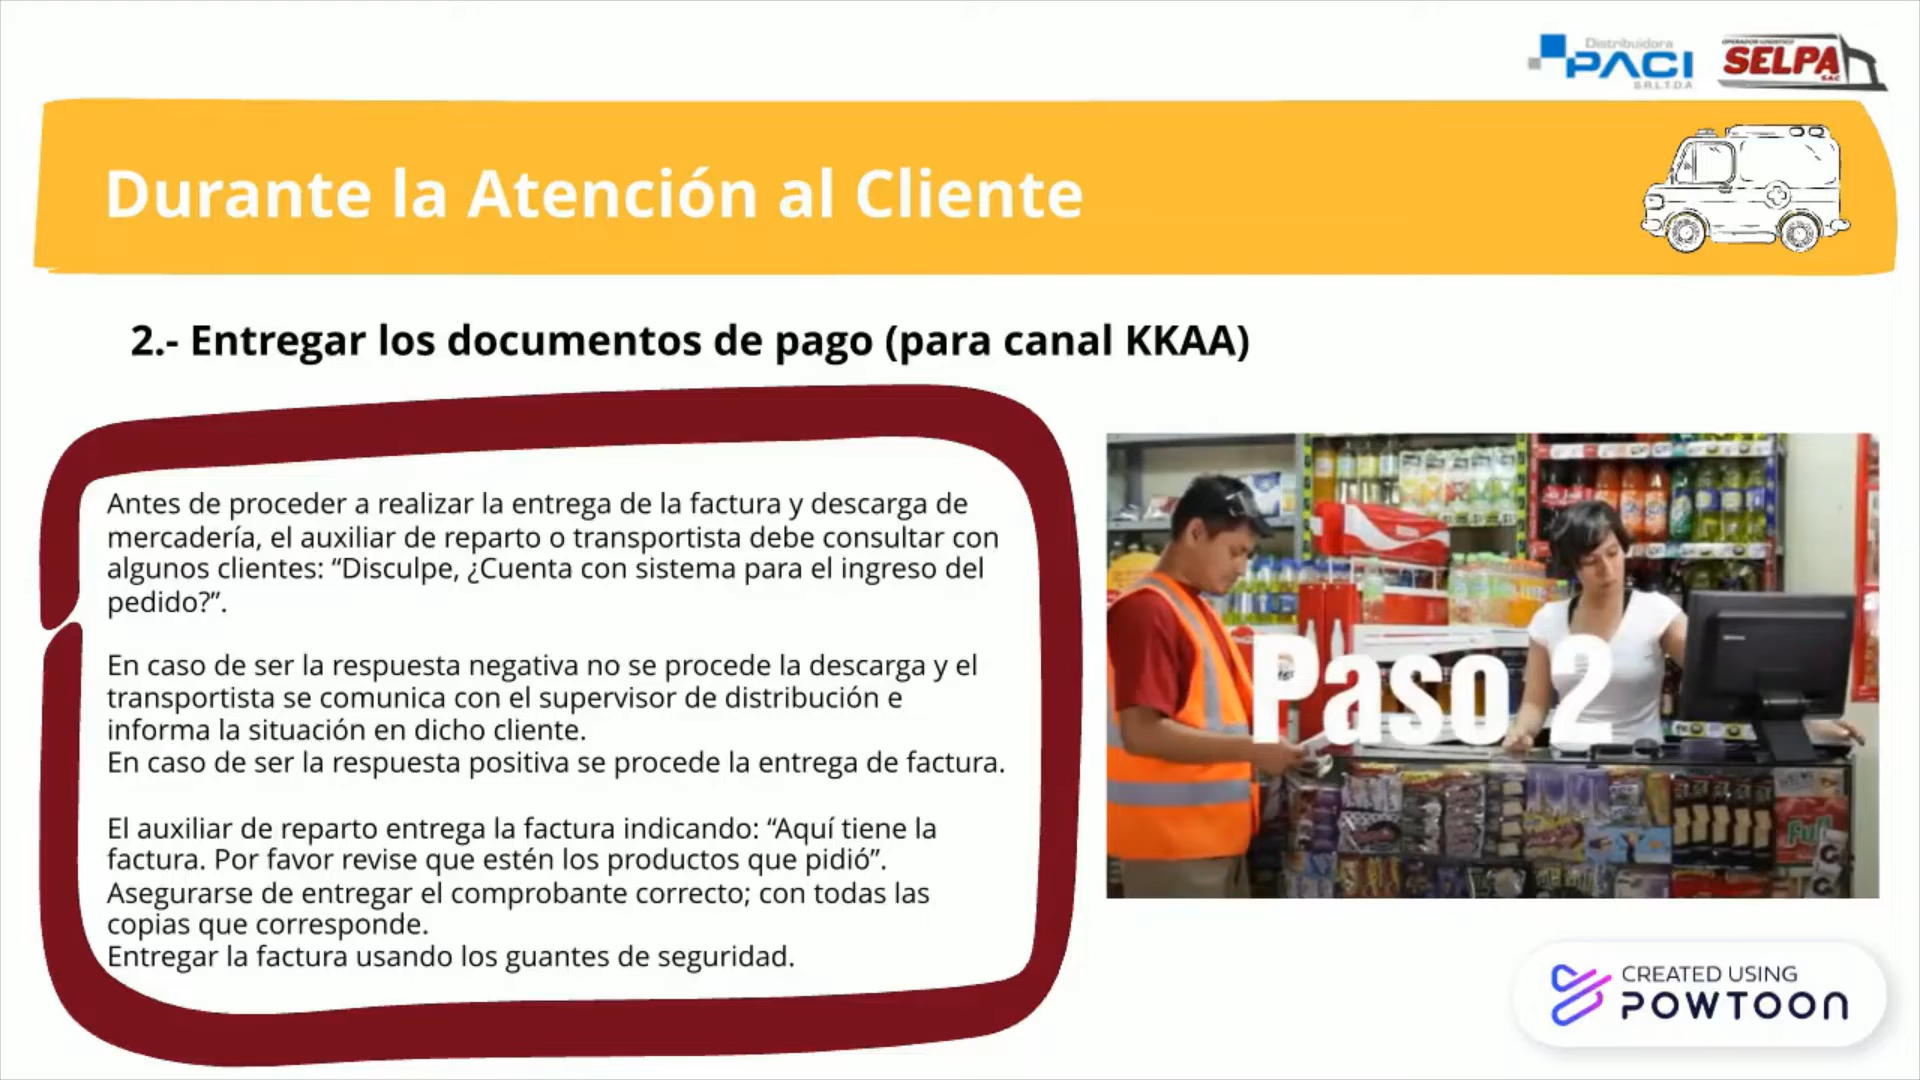 Distribuidora
PACI
S.R.L.T.D.A
OPERADOR LOGISTICO
SELPA
SAC
Durante la Atención al Cliente
2.- Entregar los documentos de pago (para canal KKAA)
Antes de proceder a realizar la entrega de la factura y descarga de
mercadería, el auxiliar de reparto o transportista debe consultar con
algunos clientes: “Disculpe, ¿Cuenta con sistema para el ingreso del
pedido?”.
En caso de ser la respuesta negativa no se procede la descarga y el
transportista se comunica con el supervisor de distribución e
informa la situación en dicho cliente.
En caso de ser la respuesta positiva se procede la entrega de factura.
El auxiliar de reparto entrega la factura indicando: “Aquí tiene la
factura. Por favor revise que estén los productos que pidió”.
Asegurarse de entregar el comprobante correcto; con todas las
copias que corresponde.
Entregar la factura usando los guantes de seguridad.
Paso 2
CREATED USING
POWTOON